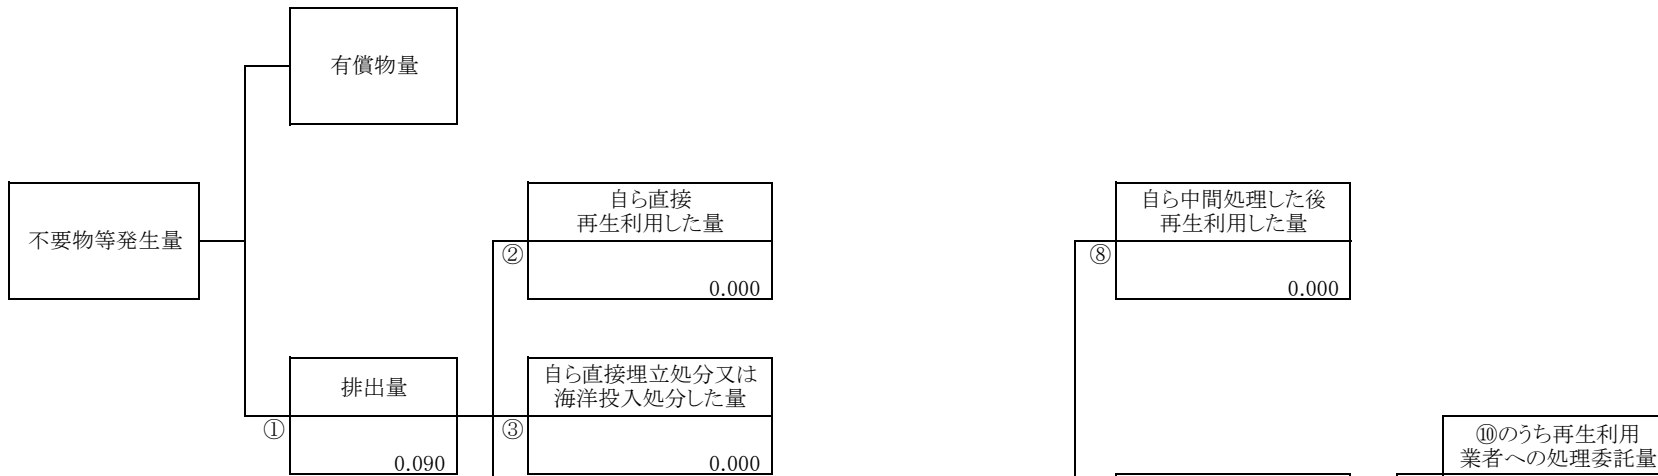 有償物量
不要物等発生量
自ら直接
再生利用した量
②
0.000
自ら中間処理した後
再生利用した量
⑧
0.000
排出量
①
0.090
自ら直接埋立処分又は
海洋投入処分した量
③
0.000
⑩のうち再生利用
業者への処理委託量